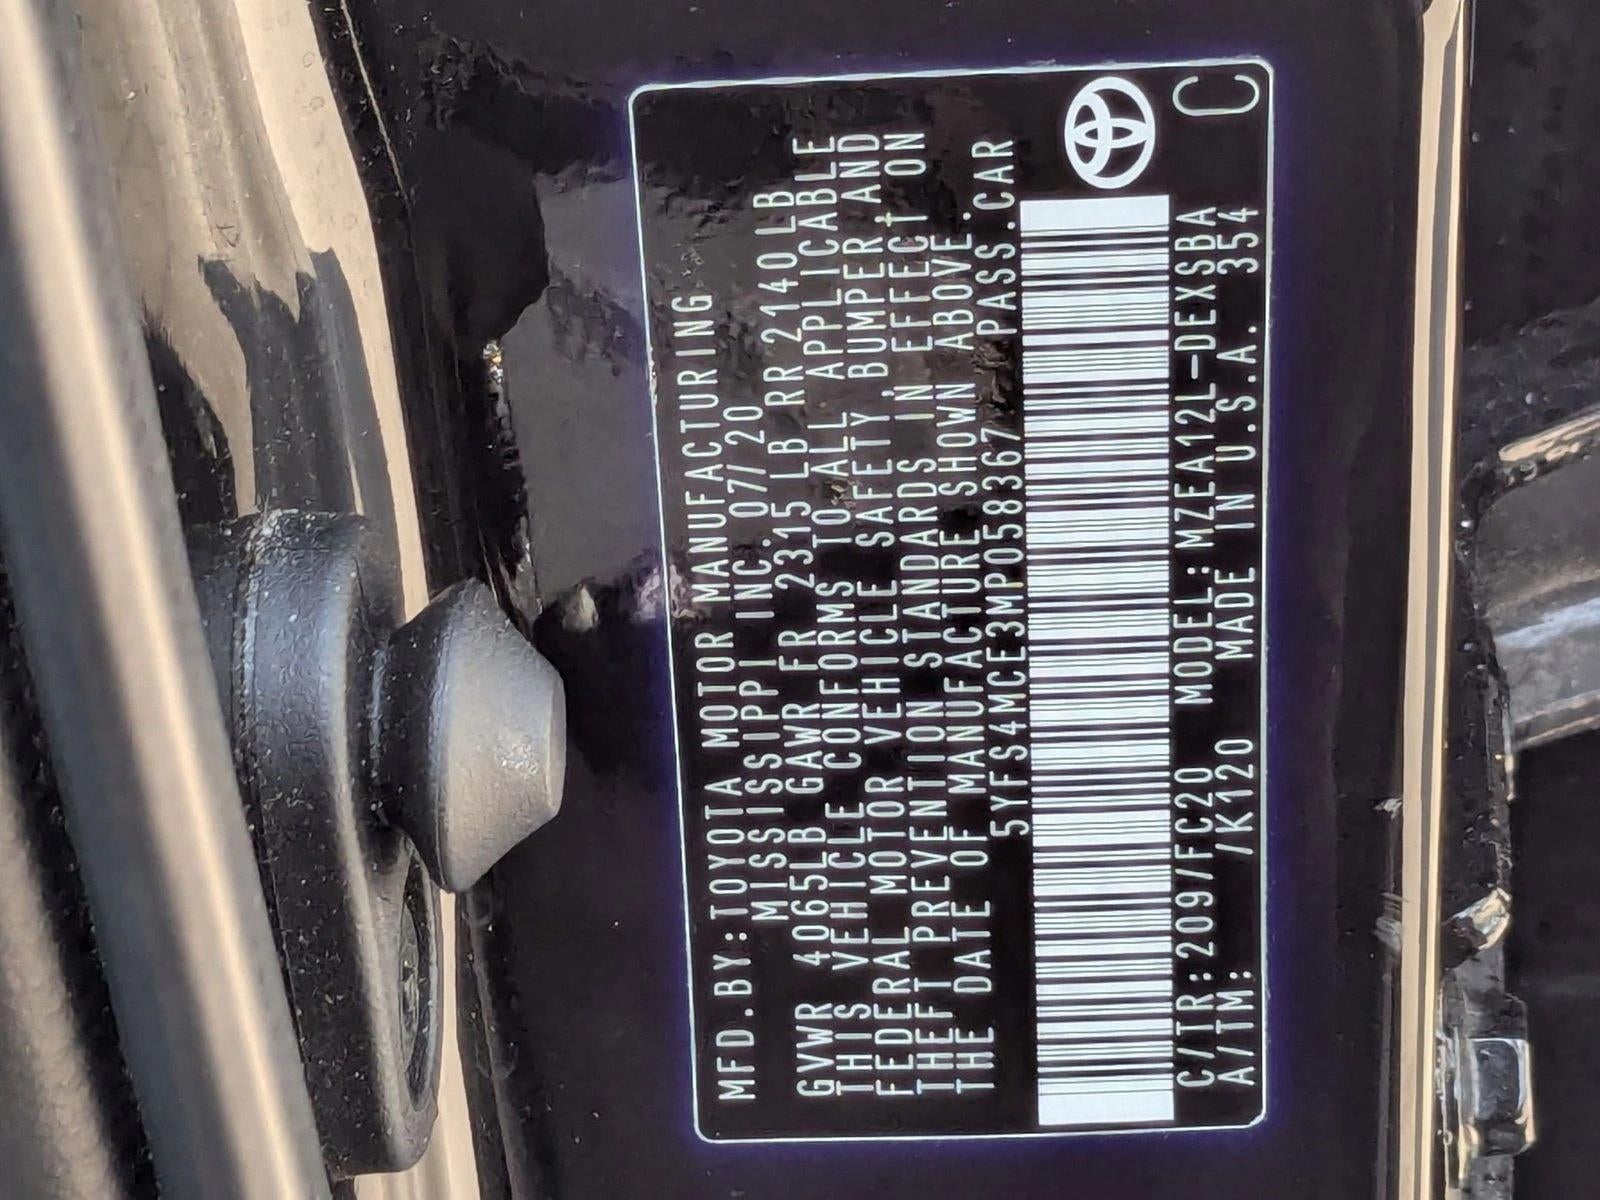 MFD.BY:TOYOTA MOTOR MANUFACTURING
MISSISSIPPI INC. 07/20
GVWR 4065LB GAWR FR 2315LB RR 2140LB
THIS VEHICLE CONFORMS TO ALL APPLICABLE
FEDERAL MOTOR VEHICLE SAFETY, BUMPER AND
THEFT PREVENTION STANDARDS IN EFFECT ON
THE DATE OF MANUFACTURE SHOWN ABOVE.
5YFS4MCE3MP058367 PASS.CAR
C/TR:209/FC20 MODEL:MZEA12L-DEXSBA
A/TM: /K120 MADE IN U.S.A. 354
C